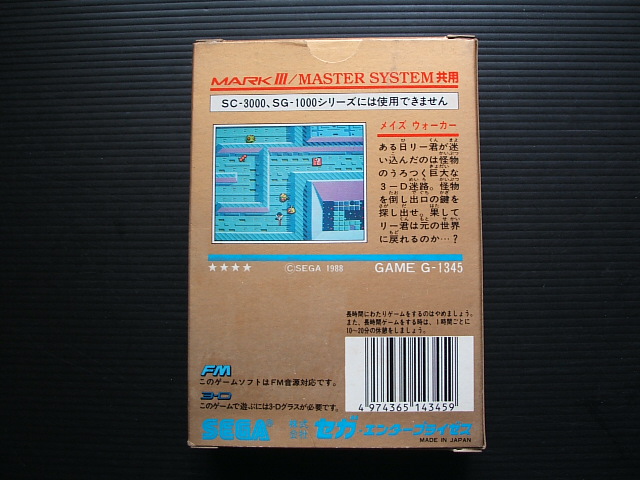 MARK III/MASTER SYSTEM共用
SC-3000、SG-1000シリーズには使用できません
メイズ ウォーカー
ある日リー君が迷
い込んだのは怪物
のうろつく巨大な
3-D迷路。怪物
を倒し出口の鍵を
探し出せ。果して
リー君は元の世界
に戻れるのか…?
★★★★ ©SEGA 1988 GAME G-1345
長時間にわたりゲームをするのはやめましょう。
また、長時間ゲームをする時は、1時間ごとに
10〜20分の休憩をしましょう。
FM
このゲームソフトはFM音源対応です。
3-D
このゲームで遊ぶには3-Dグラスが必要です。
4 974365 143459
SEGA® 株式会社 セガ・エンタープライゼス
MADE IN JAPAN